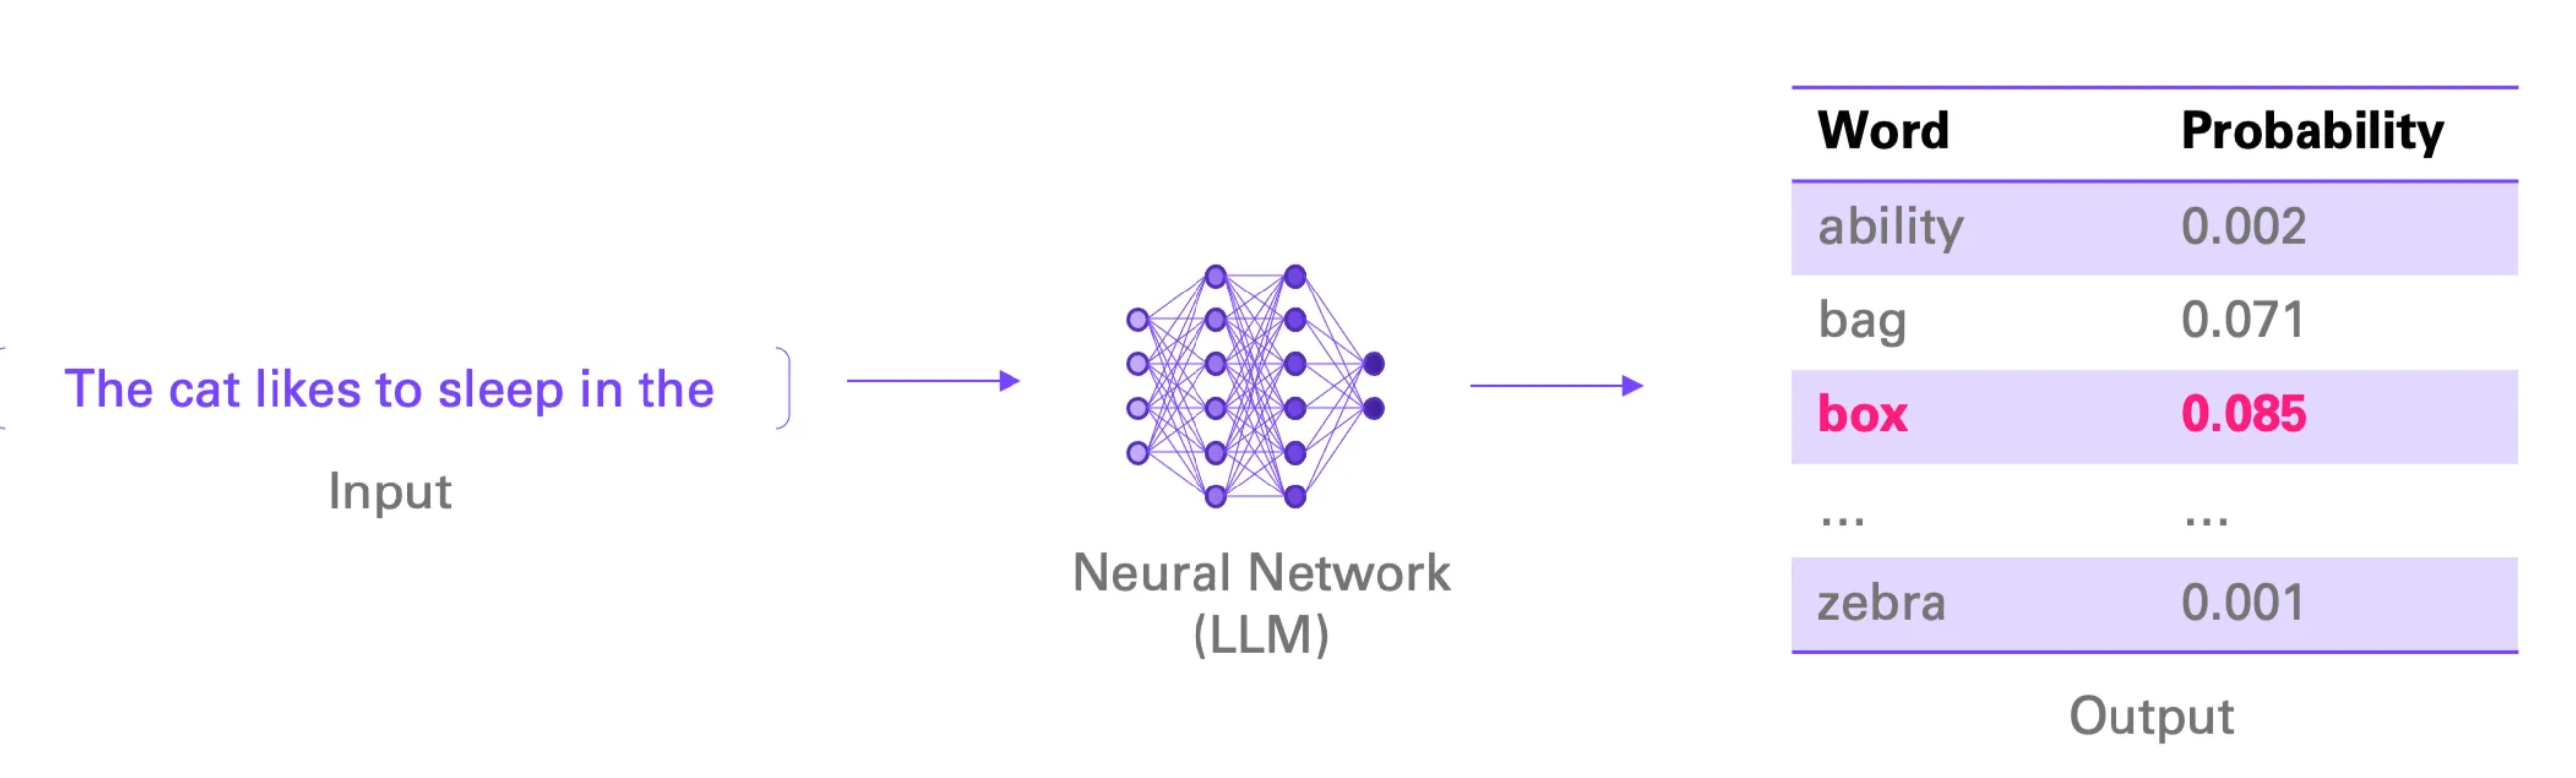 The cat likes to sleep in the
Input
Neural Network
(LLM)
Word Probability
ability 0.002
bag 0.071
box 0.085
... ...
zebra 0.001
Output